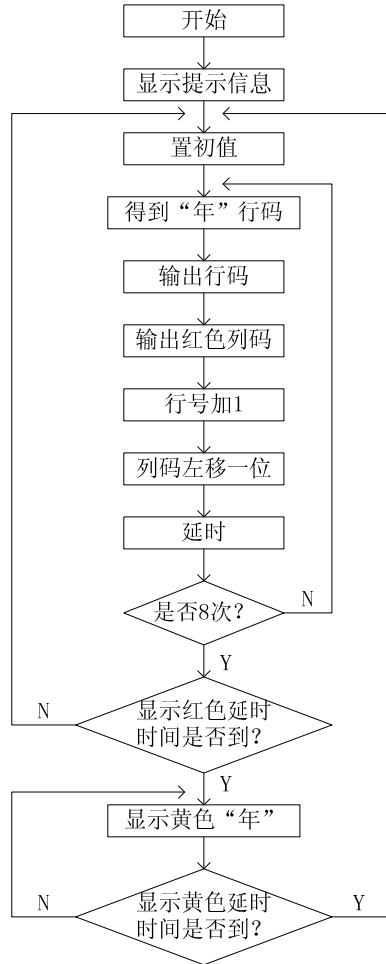 开始
显示提示信息
置初值
得到“年”行码
输出行码
输出红色列码
行号加1
列码左移一位
延时
是否8次？
N
Y
显示红色延时
时间是否到？
N
Y
显示黄色“年”
显示黄色延时
时间是否到？
N
Y